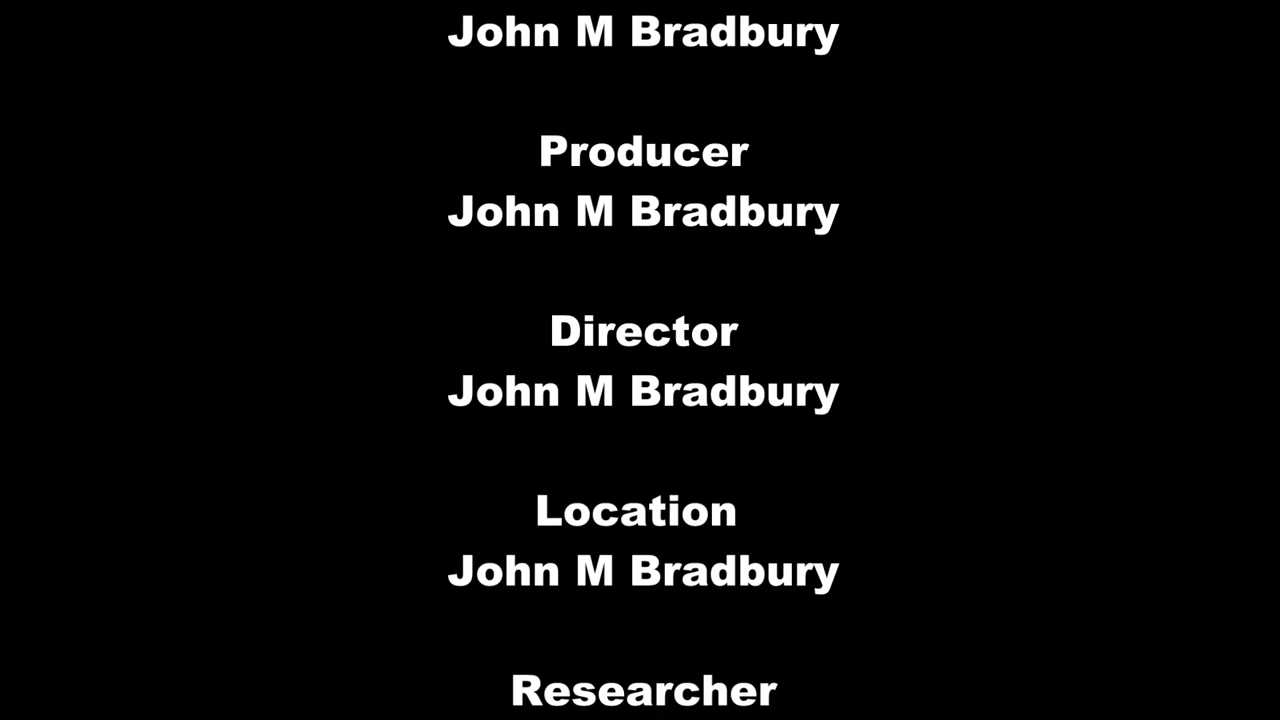 John M Bradbury
Producer
John M Bradbury
Director
John M Bradbury
Location
John M Bradbury
Researcher